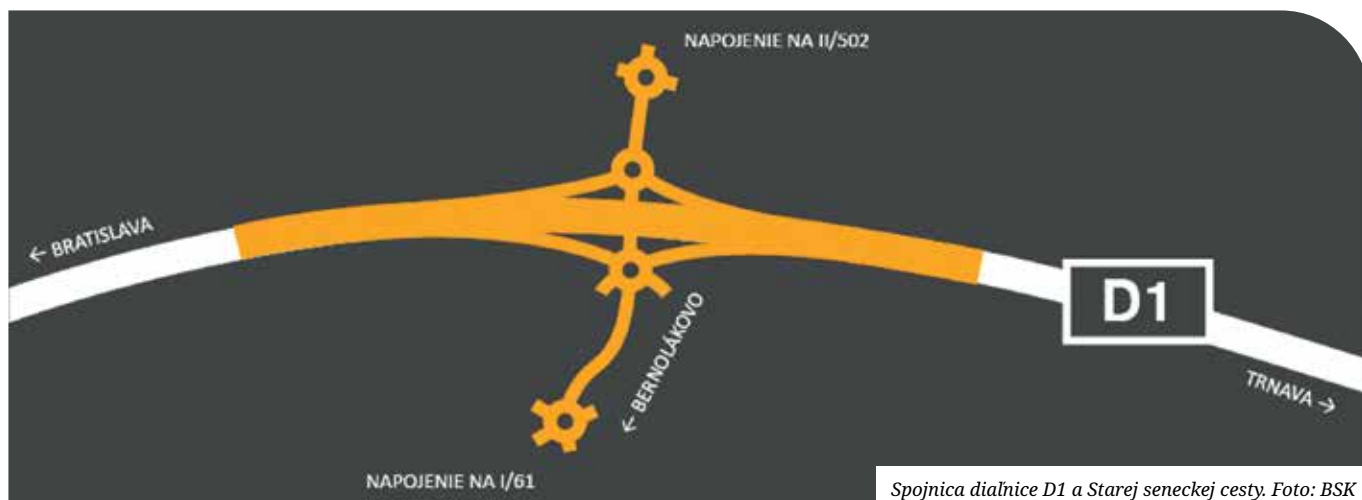 NAPOJENIE NA II/502
← BRATISLAVA
D1
← BERNOLÁKOVO
TRNAVA →
NAPOJENIE NA I/61
Spojnica diaľnice D1 a Starej seneckej cesty. Foto: BSK